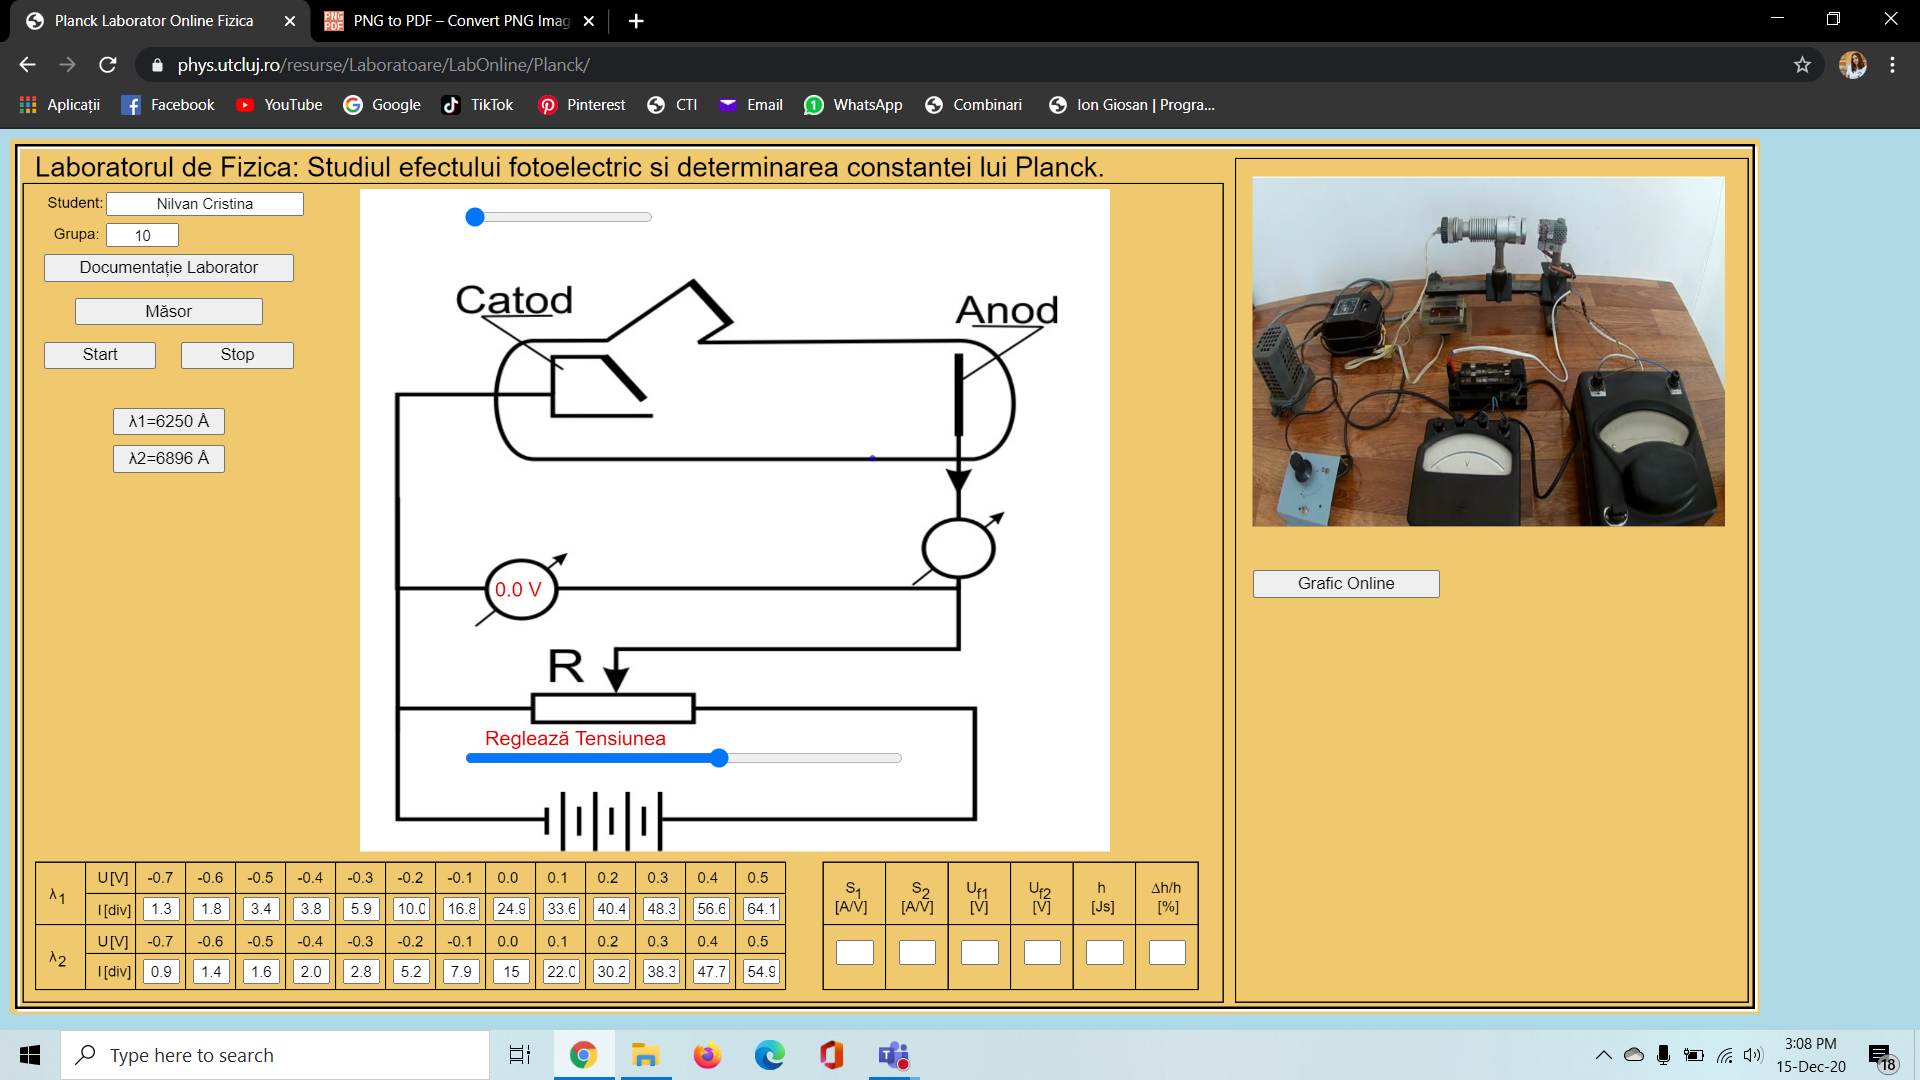 Planck Laborator Online Fizica
PNG to PDF – Convert PNG Imag
phys.utcluj.ro/resurse/Laboratoare/LabOnline/Planck/
Aplicații Facebook YouTube Google TikTok Pinterest CTI Email WhatsApp Combinari Ion Giosan | Progra...
Laboratorul de Fizica: Studiul efectului fotoelectric si determinarea constantei lui Planck.
Student: Nilvan Cristina
Grupa: 10
Documentație Laborator
Măsor
Start Stop
λ1=6250 Å
λ2=6896 Å
Catod
Anod
0.0 V
R
Reglează Tensiunea
Grafic Online
λ1 U[V] -0.7 -0.6 -0.5 -0.4 -0.3 -0.2 -0.1 0.0 0.1 0.2 0.3 0.4 0.5
I[div] 1.3 1.8 3.4 3.8 5.9 10.0 16.8 24.9 33.6 40.4 48.3 56.6 64.1
λ2 U[V] -0.7 -0.6 -0.5 -0.4 -0.3 -0.2 -0.1 0.0 0.1 0.2 0.3 0.4 0.5
I[div] 0.9 1.4 1.6 2.0 2.8 5.2 7.9 15 22.0 30.2 38.3 47.7 54.9
S1 S2 Uf1 Uf2 h Δh/h
[A/V] [A/V] [V] [V] [Js] [%]
Type here to search
3:08 PM
15-Dec-20
18